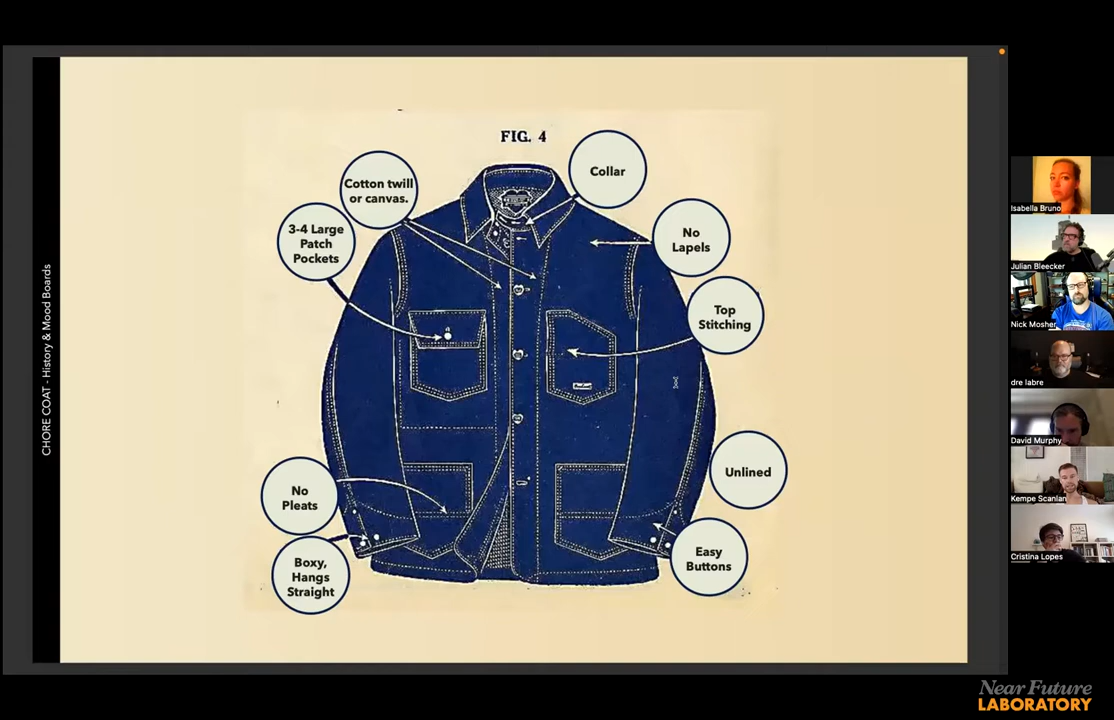 CHORE COAT - History & Mood Boards
FIG. 4
Collar
Cotton twill
or canvas.
3-4 Large
Patch
Pockets
No
Lapels
Top
Stitching
Unlined
No
Pleats
Easy
Buttons
Boxy,
Hangs
Straight
Isabella Bruno
Julian Bleecker
Nick Mosher
dre labre
David Murphy
Kempe Scanlan
Cristina Lopes
Near Future
LABORATORY